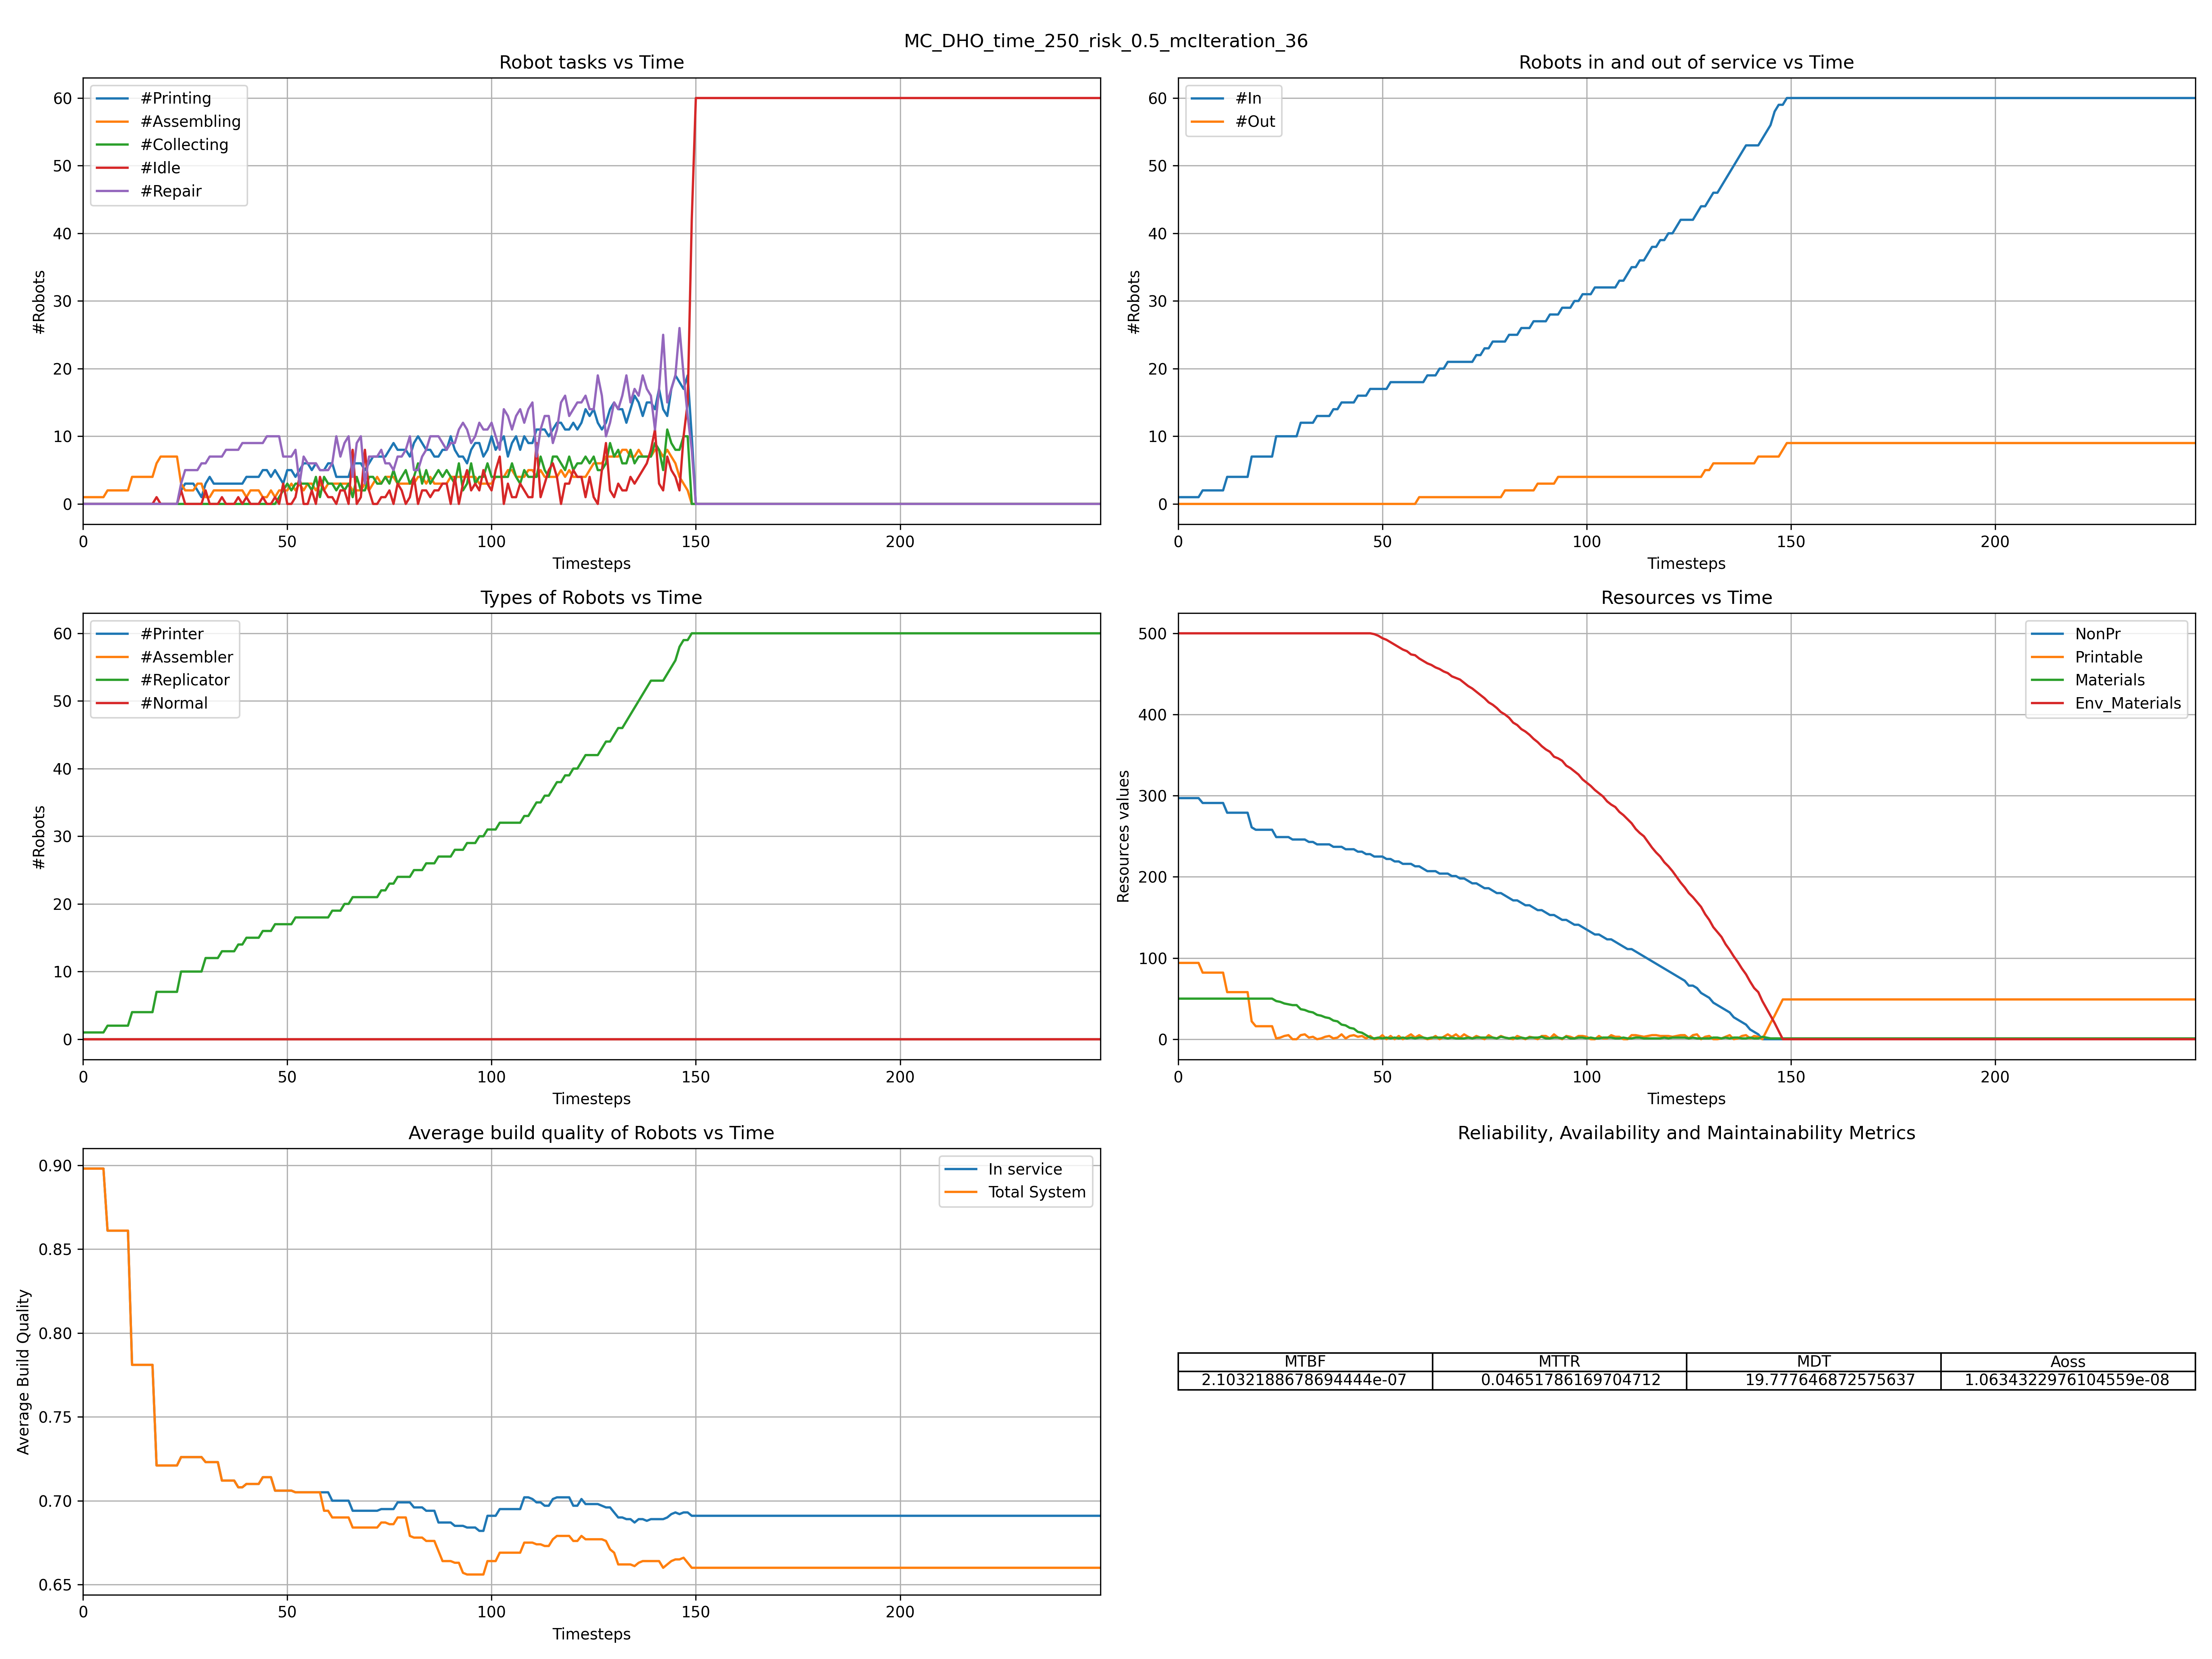 MC_DHO_time_250_risk_0.5_mcIteration_36
Robot tasks vs Time
#Printing
#Assembling
#Collecting
#Idle
#Repair
#Robots
60
50
40
30
20
10
0
0 50 100 150 200
Timesteps
Robots in and out of service vs Time
#In
#Out
#Robots
60
50
40
30
20
10
0
0 50 100 150 200
Timesteps
Types of Robots vs Time
#Printer
#Assembler
#Replicator
#Normal
#Robots
60
50
40
30
20
10
0
0 50 100 150 200
Timesteps
Resources vs Time
NonPr
Printable
Materials
Env_Materials
Resources values
500
400
300
200
100
0
0 50 100 150 200
Timesteps
Average build quality of Robots vs Time
In service
Total System
Average Build Quality
0.90
0.85
0.80
0.75
0.70
0.65
0 50 100 150 200
Timesteps
Reliability, Availability and Maintainability Metrics
MTBF MTTR MDT Aoss
2.1032188678694444e-07 0.04651786169704712 19.777646872575637 1.0634322976104559e-08